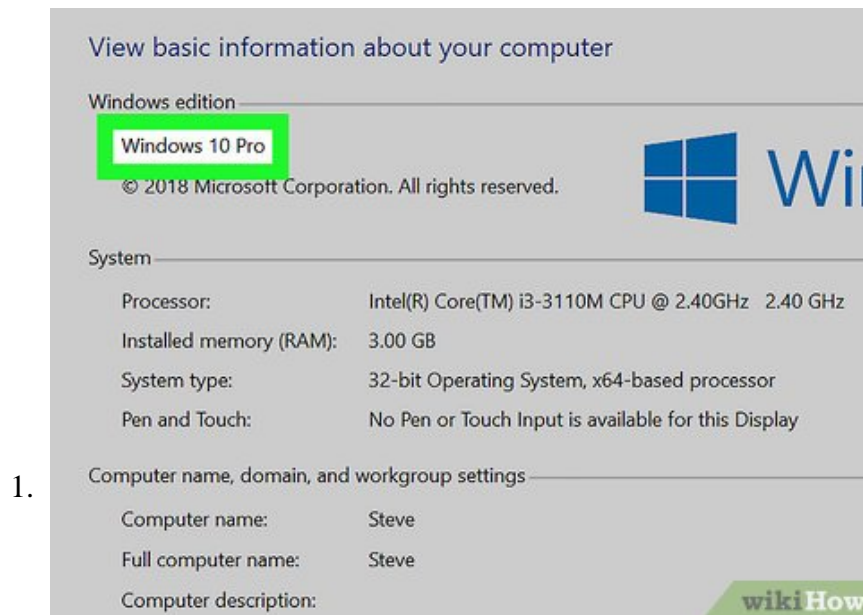 View basic information about your computer
Windows edition
Windows 10 Pro
© 2018 Microsoft Corporation. All rights reserved.
System
Processor: Intel(R) Core(TM) i3-3110M CPU @ 2.40GHz 2.40 GHz
Installed memory (RAM): 3.00 GB
System type: 32-bit Operating System, x64-based processor
Pen and Touch: No Pen or Touch Input is available for this Display
1.
Computer name, domain, and workgroup settings
Computer name: Steve
Full computer name: Steve
Computer description:
wikiHow